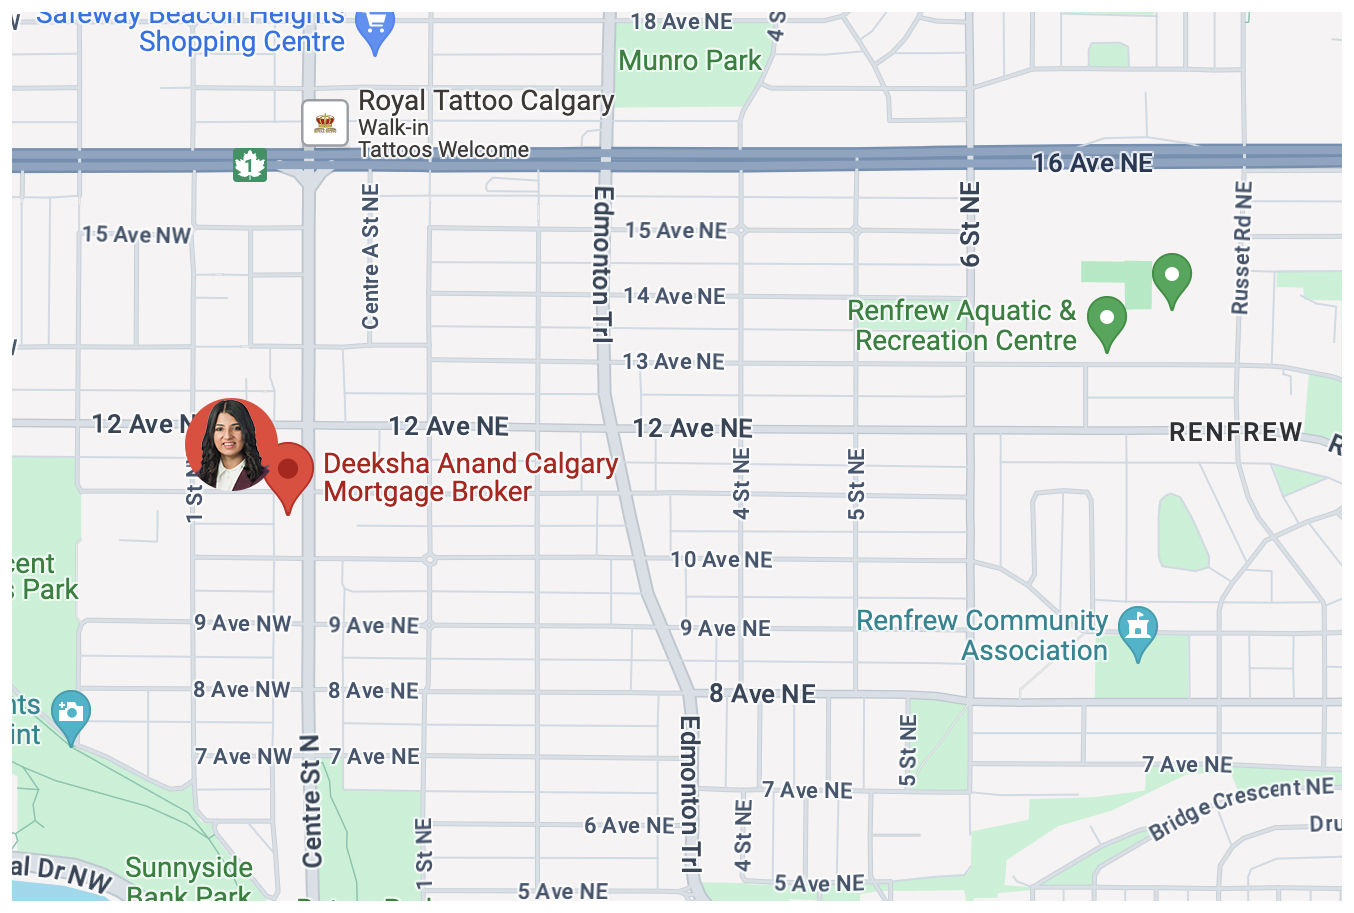 Safeway Beacon Heights
Shopping Centre
18 Ave NE
4 S
Munro Park
Royal Tattoo Calgary
Walk-in
Tattoos Welcome
1
16 Ave NE
15 Ave NW
Centre A St NE
Edmonton Trl
15 Ave NE
6 St NE
Russet Rd NE
14 Ave NE
Renfrew Aquatic &
Recreation Centre
13 Ave NE
12 Ave N
12 Ave NE
12 Ave NE
RENFREW
R
Deeksha Anand Calgary
Mortgage Broker
1 St N
4 St NE
5 St NE
10 Ave NE
cent
s Park
9 Ave NW
9 Ave NE
9 Ave NE
Renfrew Community
Association
8 Ave NW
8 Ave NE
8 Ave NE
nts
int
7 Ave NW
7 Ave NE
Centre St N
Edmonton Trl
5 St NE
7 Ave NE
7 Ave NE
Bridge Crescent NE
Dru
6 Ave NE
4 St NE
1 St NE
al Dr NW
Sunnyside
Bank Park
5 Ave NE
5 Ave NE